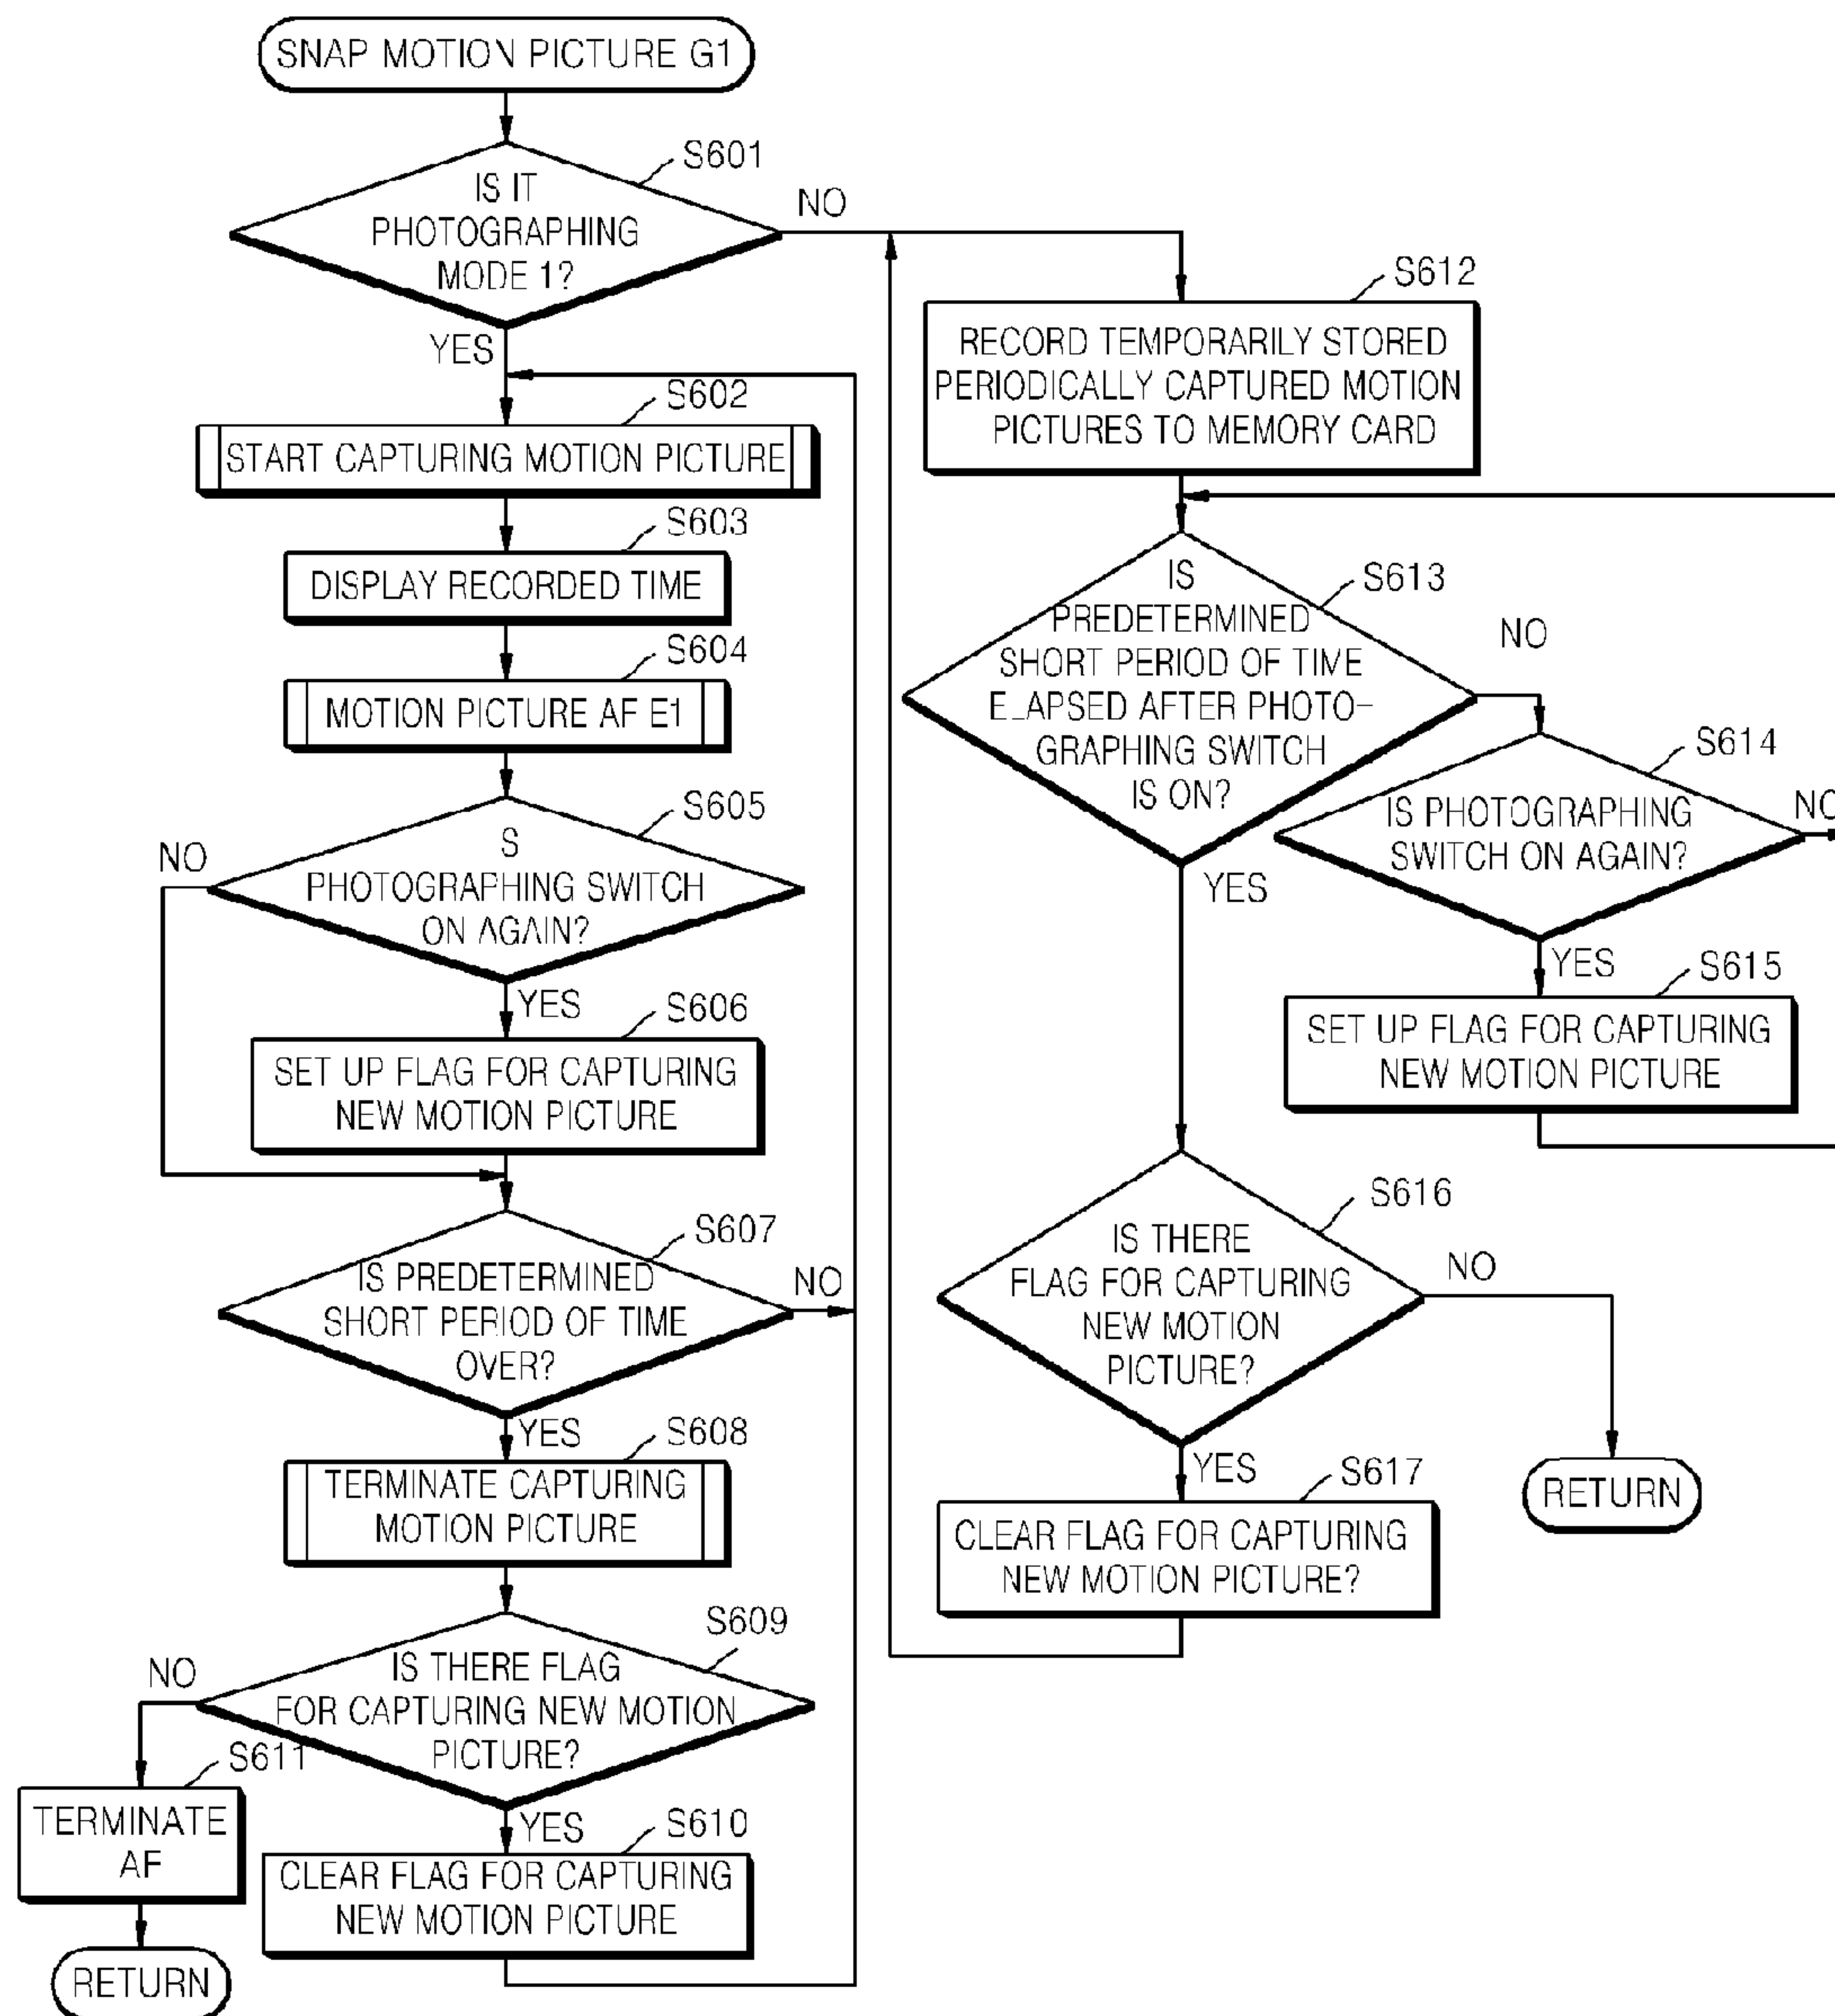 SNAP MOTION PICTURE G1
S601
IS IT
PHOTOGRAPHING
MODE 1?
NO
YES
S602
START CAPTURING MOTION PICTURE
S603
DISPLAY RECORDED TIME
S604
MOTION PICTURE AF E1
S605
S
PHOTOGRAPHING SWITCH
ON AGAIN?
NO
YES
S606
SET UP FLAG FOR CAPTURING
NEW MOTION PICTURE
S607
IS PREDETERMINED
SHORT PERIOD OF TIME
OVER?
NO
YES
S608
TERMINATE CAPTURING
MOTION PICTURE
S609
IS THERE FLAG
FOR CAPTURING NEW MOTION
PICTURE?
NO
S611
TERMINATE
AF
RETURN
YES
S610
CLEAR FLAG FOR CAPTURING
NEW MOTION PICTURE
S612
RECORD TEMPORARILY STORED
PERIODICALLY CAPTURED MOTION
PICTURES TO MEMORY CARD
S613
IS
PREDETERMINED
SHORT PERIOD OF TIME
ELAPSED AFTER PHOTO-
GRAPHING SWITCH
IS ON?
NO
YES
S614
IS PHOTOGRAPHING
SWITCH ON AGAIN?
NO
YES
S615
SET UP FLAG FOR CAPTURING
NEW MOTION PICTURE
S616
IS THERE
FLAG FOR CAPTURING
NEW MOTION
PICTURE?
NO
RETURN
YES
S617
CLEAR FLAG FOR CAPTURING
NEW MOTION PICTURE?